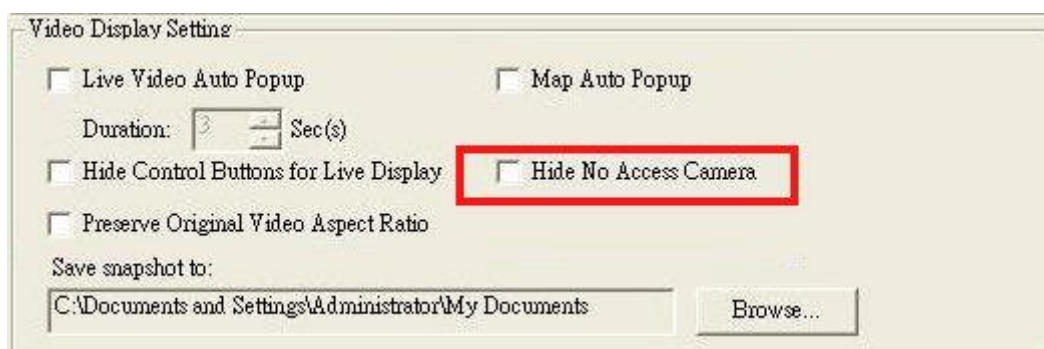 Video Display Setting
Live Video Auto Popup
Map Auto Popup
Duration: 3 Sec(s)
Hide Control Buttons for Live Display
Hide No Access Camera
Preserve Original Video Aspect Ratio
Save snapshot to:
C:\Documents and Settings\Administrator\My Documents
Browse...